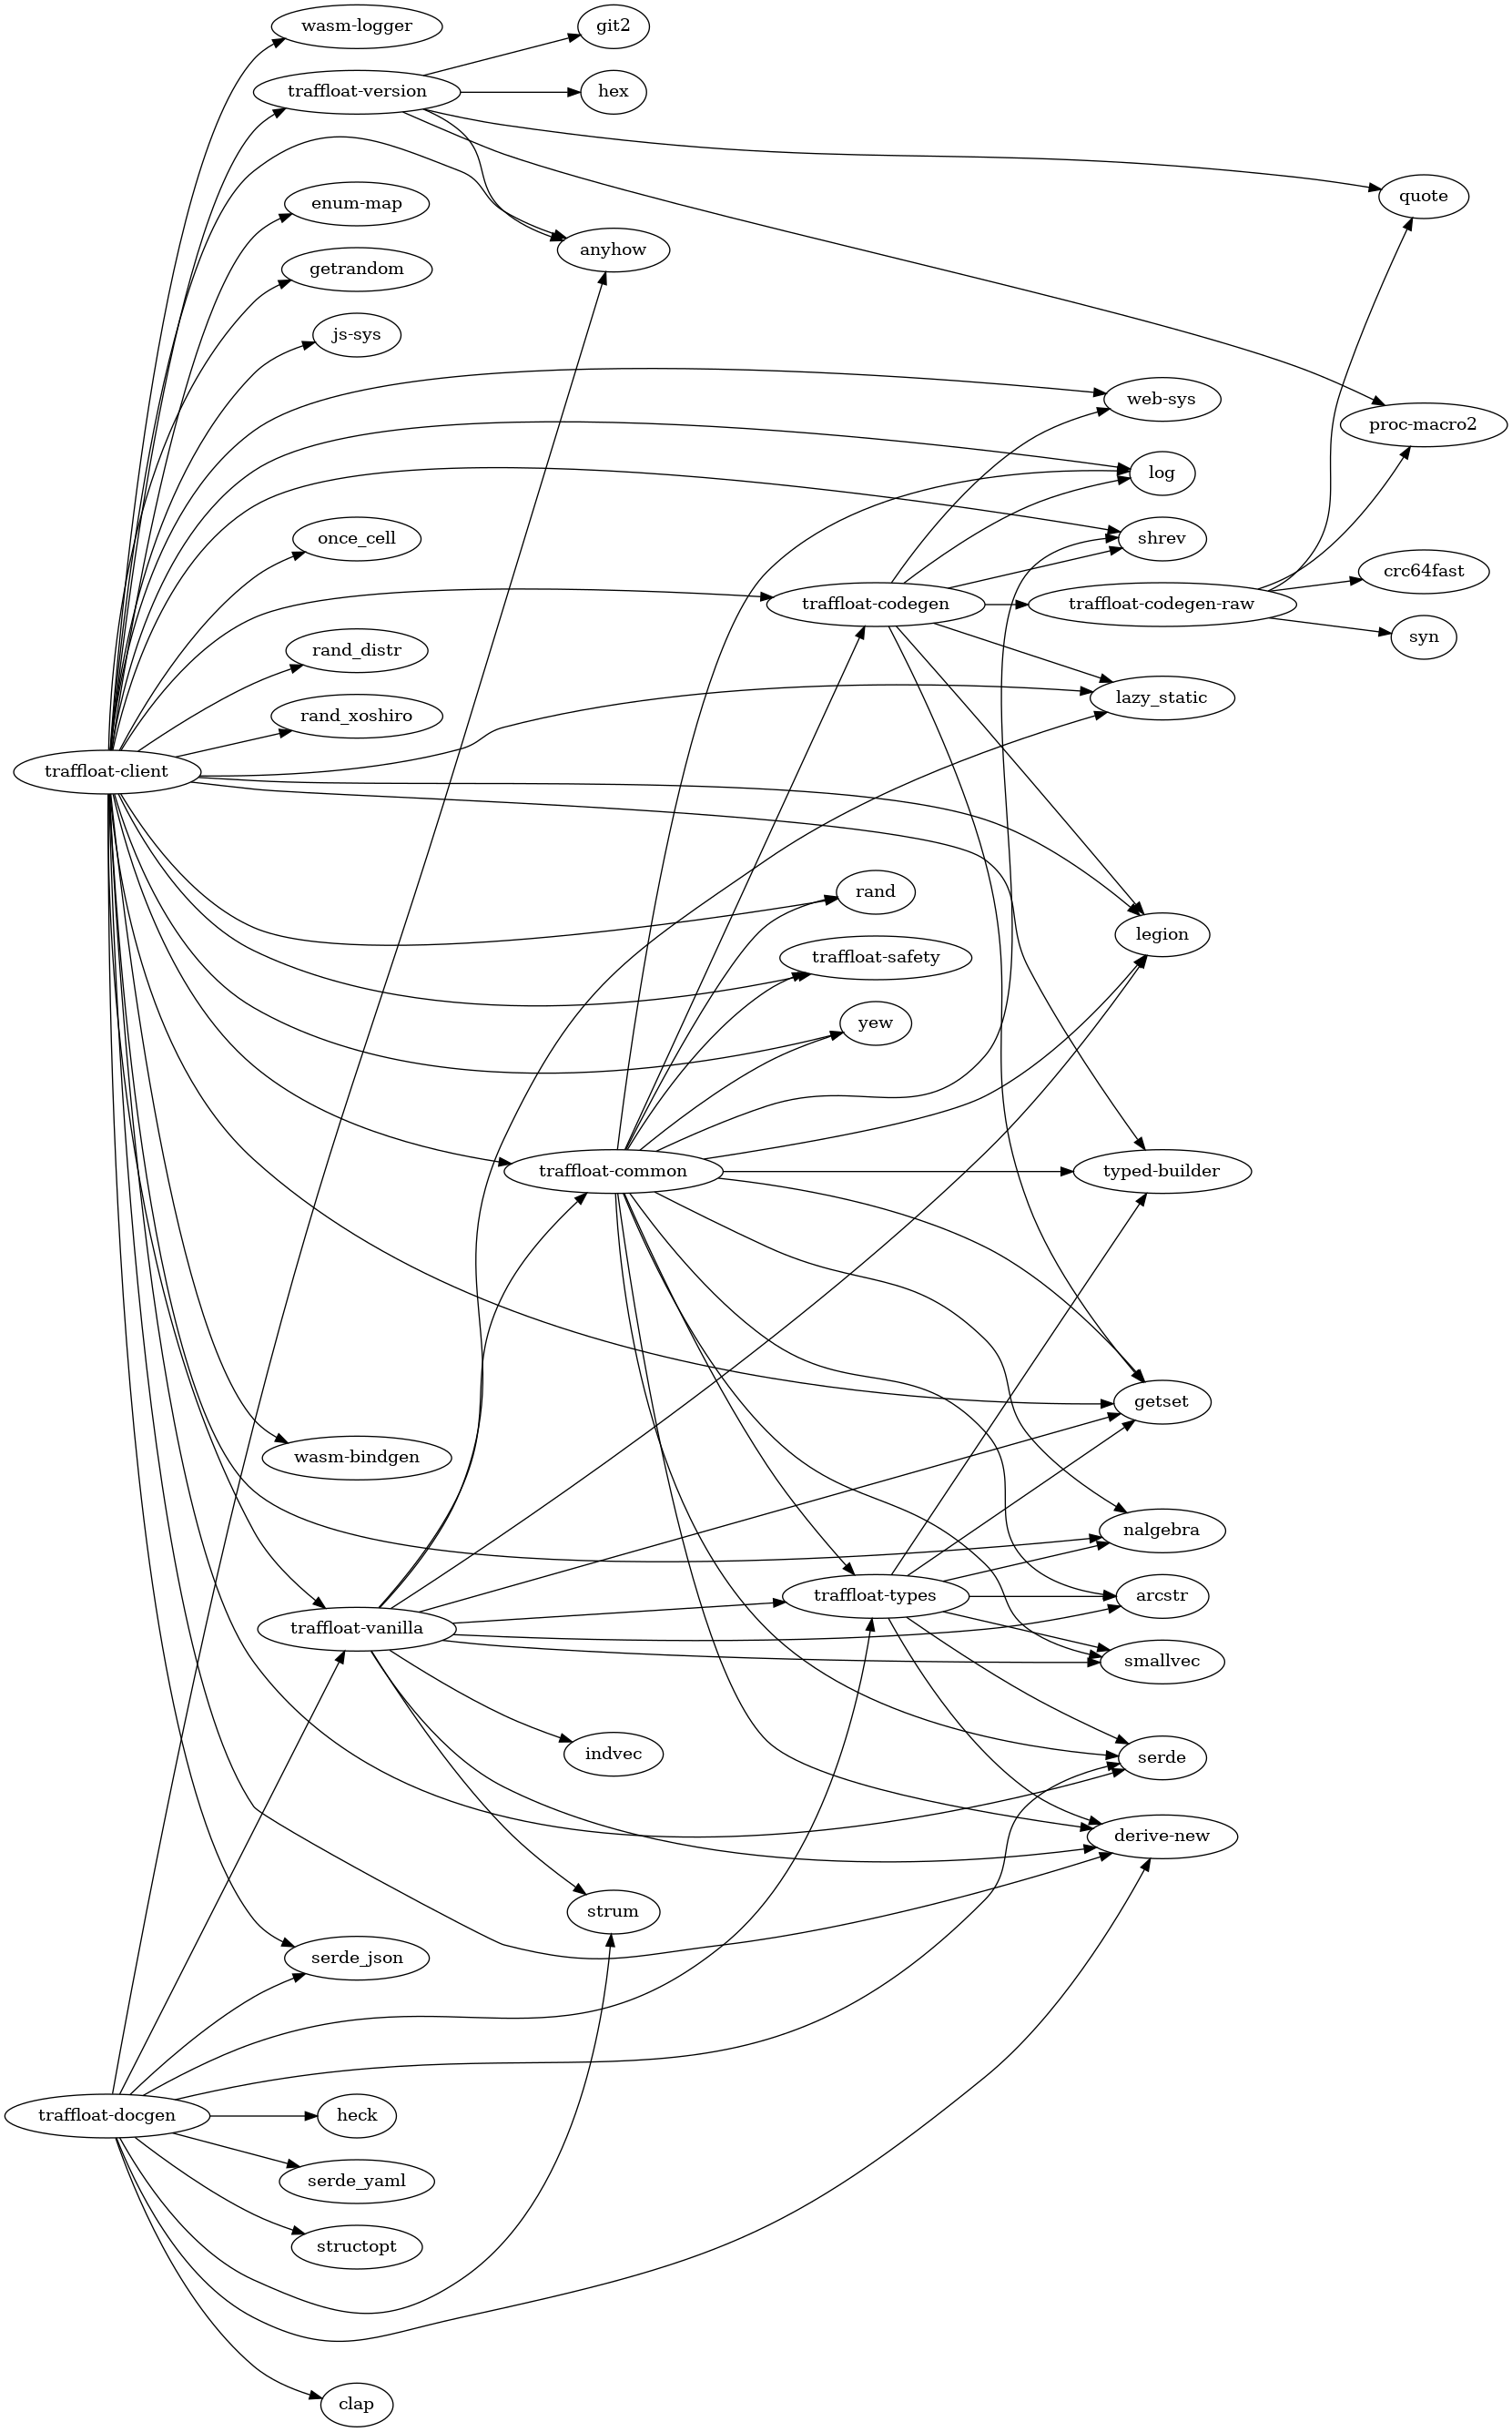 wasm-logger
git2
traffloat-version
hex
quote
enum-map
anyhow
getrandom
js-sys
web-sys
proc-macro2
log
once_cell
shrev
crc64fast
traffloat-codegen
traffloat-codegen-raw
syn
rand_distr
lazy_static
rand_xoshiro
traffloat-client
rand
legion
traffloat-safety
yew
traffloat-common
typed-builder
getset
wasm-bindgen
nalgebra
traffloat-types
arcstr
traffloat-vanilla
smallvec
indvec
serde
derive-new
strum
serde_json
traffloat-docgen
heck
serde_yaml
structopt
clap